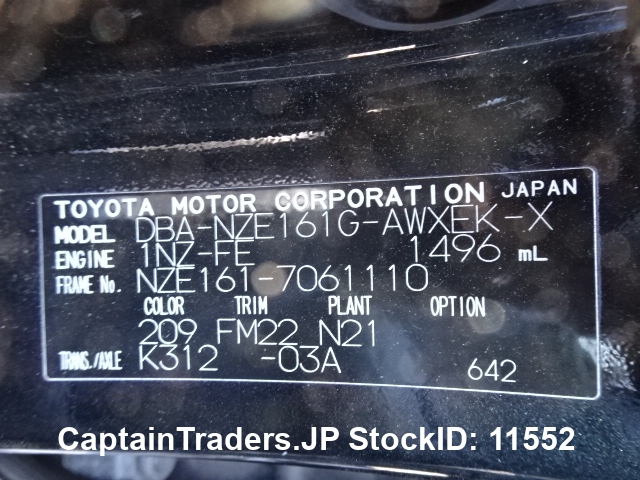 TOYOTA MOTOR CORPORATION JAPAN
MODEL DBA-NZE161G-AWXEK-X
ENGINE 1NZ-FE 1496 mL
FRAME No. NZE161-7061110
COLOR TRIM PLANT OPTION
209 FM22 N21
TRANS./AXLE K312 -03A 642
CaptainTraders.JP StockID: 11552